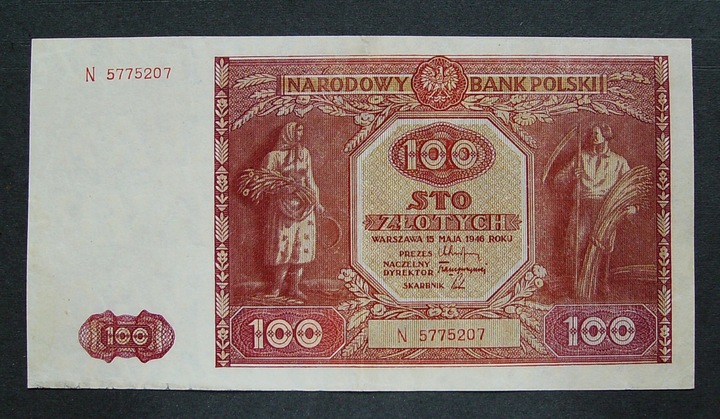 N 5775207
NARODOWY BANK POLSKI
100
STO
ZŁOTYCH
WARSZAWA 15 MAJA 1946 ROKU
PREZES
NACZELNY
DYREKTOR
SKARBNIK
100
100
N 5775207
100